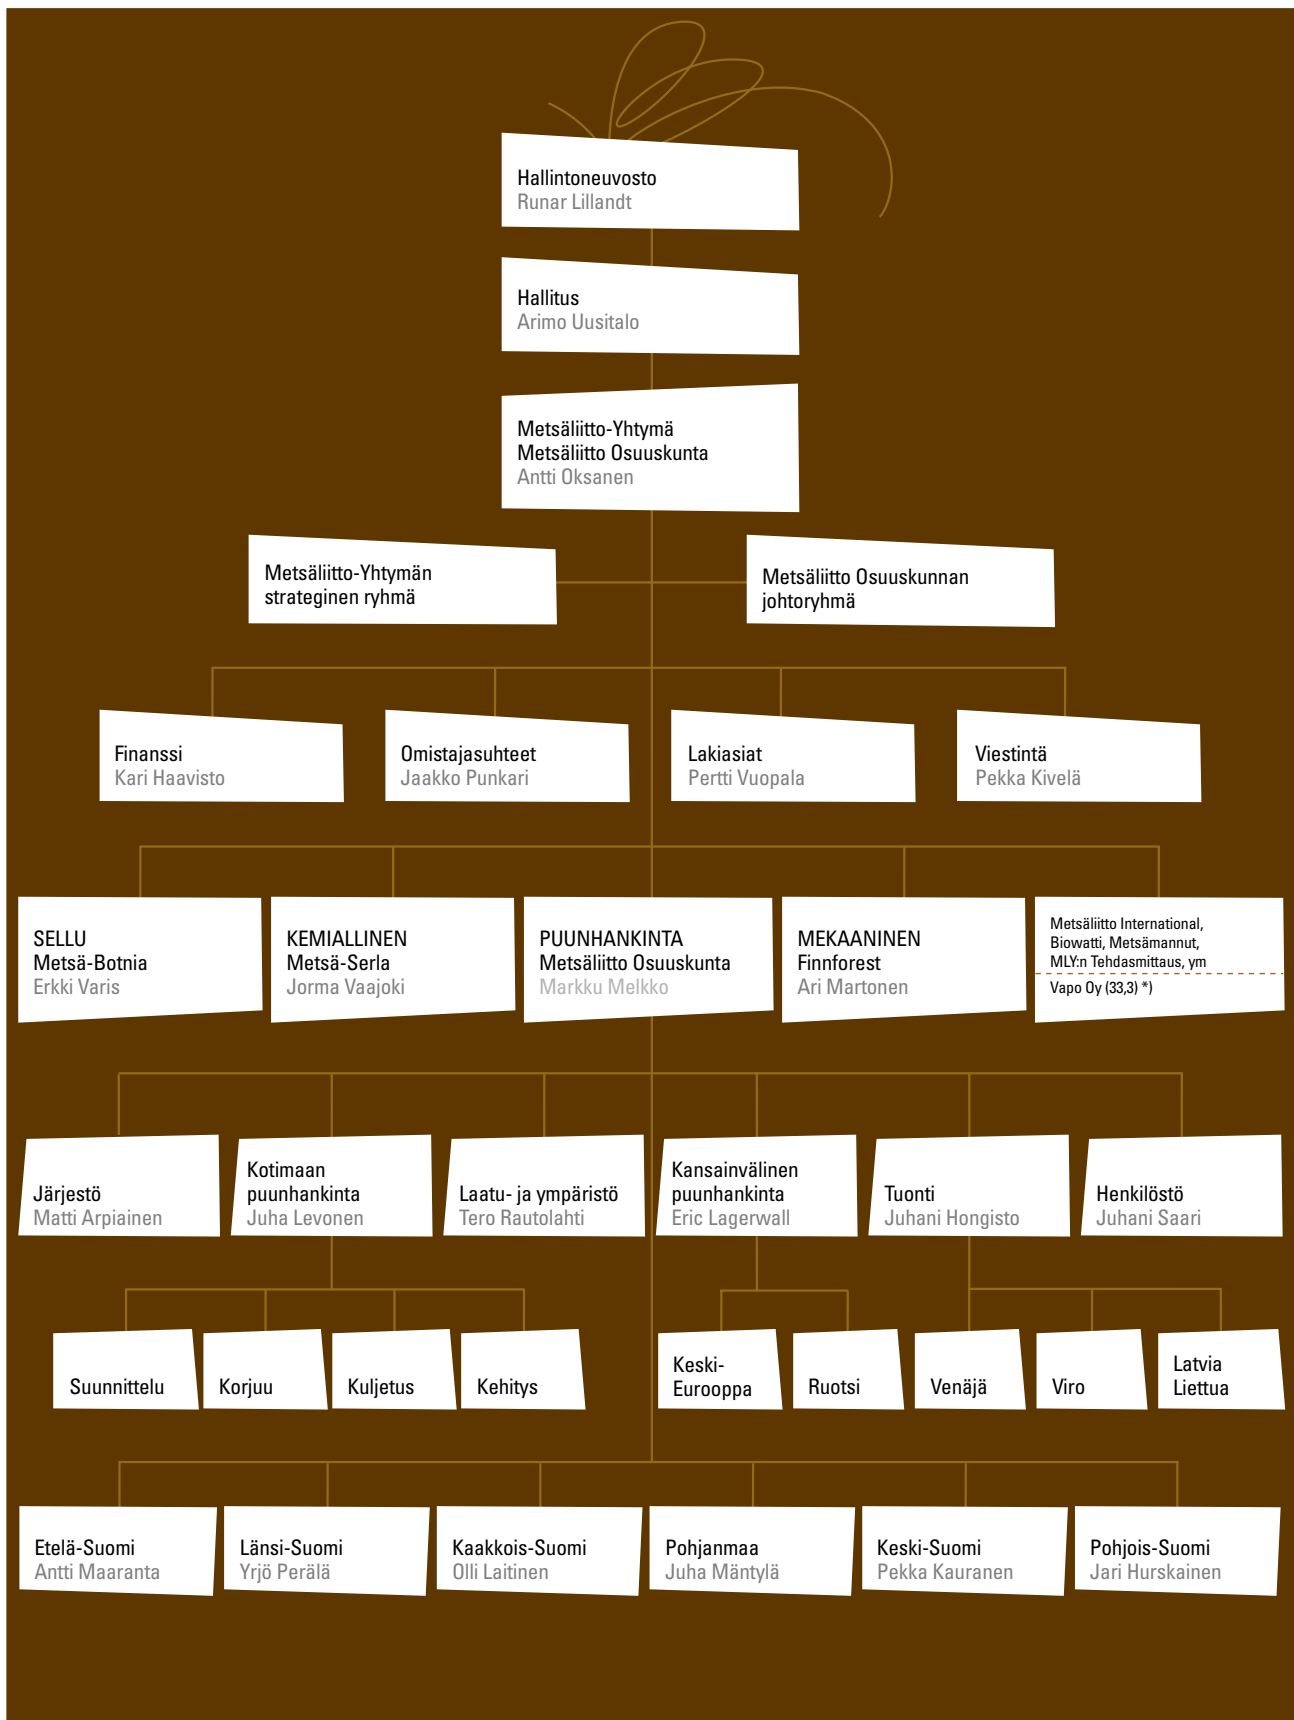 Hallintoneuvosto
Runar Lillandt
Hallitus
Arimo Uusitalo
Metsäliitto-Yhtymä
Metsäliitto Osuuskunta
Antti Oksanen
Metsäliitto-Yhtymän
strateginen ryhmä
Metsäliitto Osuuskunnan
johtoryhmä
Finanssi
Kari Haavisto
Omistajasuhteet
Jaakko Punkari
Lakiasiat
Pertti Vuopala
Viestintä
Pekka Kivelä
SELLU
Metsä-Botnia
Erkki Varis
KEMIALLINEN
Metsä-Serla
Jorma Vaajoki
PUUNHANKINTA
Metsäliitto Osuuskunta
Markku Melkko
MEKAANINEN
Finnforest
Ari Martonen
Metsäliitto International,
Biowatti, Metsämannut,
MLY:n Tehdasmittaus, ym
Vapo Oy (33,3) *)
Järjestö
Matti Arpiainen
Kotimaan
puunhankinta
Juha Levonen
Laatu- ja ympäristö
Tero Rautolahti
Kansainvälinen
puunhankinta
Eric Lagerwall
Tuonti
Juhani Hongisto
Henkilöstö
Juhani Saari
Suunnittelu
Korjuu
Kuljetus
Kehitys
Keski-
Eurooppa
Ruotsi
Venäjä
Viro
Latvia
Liettua
Etelä-Suomi
Antti Maaranta
Länsi-Suomi
Yrjö Perälä
Kaakkois-Suomi
Olli Laitinen
Pohjanmaa
Juha Mäntylä
Keski-Suomi
Pekka Kauranen
Pohjois-Suomi
Jari Hurskainen